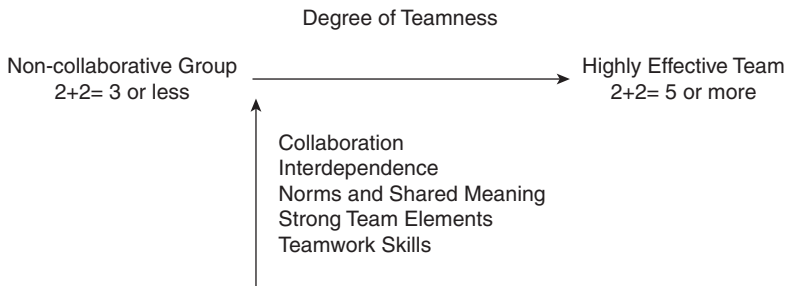 Degree of Teamness
Non-collaborative Group
2+2= 3 or less
Highly Effective Team
2+2= 5 or more
Collaboration
Interdependence
Norms and Shared Meaning
Strong Team Elements
Teamwork Skills